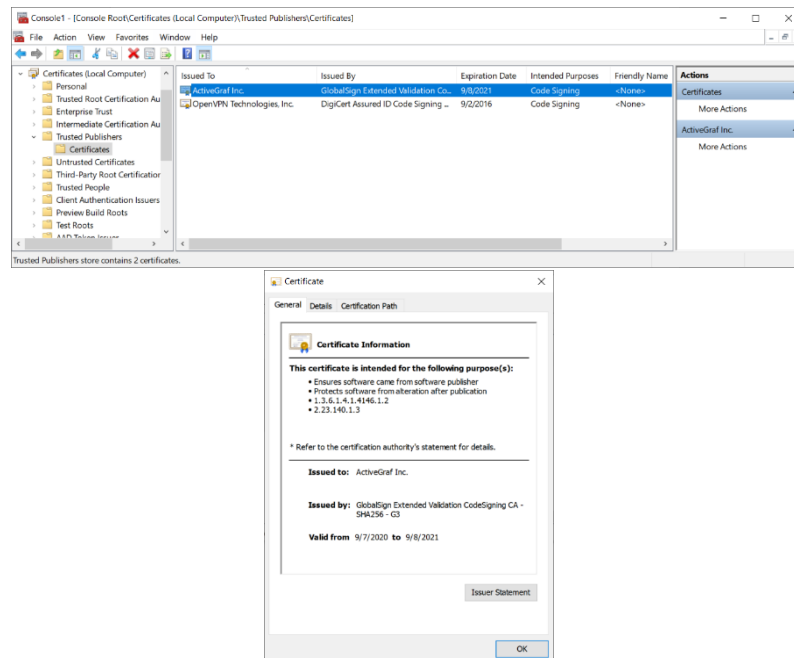 Console1 - [Console Root\Certificates (Local Computer)\Trusted Publishers\Certificates]
File Action View Favorites Window Help
Certificates (Local Computer)
Personal
Trusted Root Certification Au
Enterprise Trust
Intermediate Certification Au
Trusted Publishers
Certificates
Untrusted Certificates
Third-Party Root Certification
Trusted People
Client Authentication Issuers
Preview Build Roots
Test Roots
AAD Token Issuer
Issued To Issued By Expiration Date Intended Purposes Friendly Name
ActiveGraf Inc. GlobalSign Extended Validation Co... 9/8/2021 Code Signing <None>
OpenVPN Technologies, Inc. DigiCert Assured ID Code Signing ... 9/2/2016 Code Signing <None>
Actions
Certificates
More Actions
ActiveGraf Inc.
More Actions
Trusted Publishers store contains 2 certificates.
Certificate
General Details Certification Path
Certificate Information
This certificate is intended for the following purpose(s):
• Ensures software came from software publisher
• Protects software from alteration after publication
• 1.3.6.1.4.1.4146.1.2
• 2.23.140.1.3
* Refer to the certification authority's statement for details.
Issued to: ActiveGraf Inc.
Issued by: GlobalSign Extended Validation CodeSigning CA -
SHA256 - G3
Valid from 9/7/2020 to 9/8/2021
Issuer Statement
OK